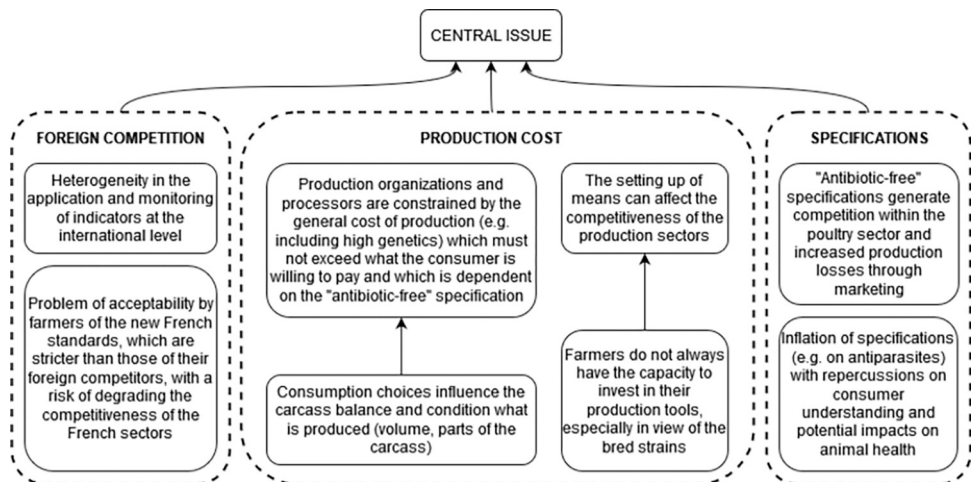 CENTRAL ISSUE
FOREIGN COMPETITION
Heterogeneity in the
application and monitoring
of indicators at the
international level
Problem of acceptability by
farmers of the new French
standards, which are
stricter than those of their
foreign competitors, with a
risk of degrading the
competitiveness of the
French sectors
PRODUCTION COST
Production organizations and
processors are constrained by the
general cost of production (e.g.
including high genetics) which must
not exceed what the consumer is
willing to pay and which is dependent
on the "antibiotic-free" specification
Consumption choices influence the
carcass balance and condition what
is produced (volume, parts of the
carcass)
The setting up of
means can affect the
competitiveness of the
production sectors
Farmers do not always
have the capacity to
invest in their
production tools,
especially in view of the
bred strains
SPECIFICATIONS
"Antibiotic-free"
specifications generate
competition within the
poultry sector and
increased production
losses through
marketing
Inflation of specifications
(e.g. on antiparasites)
with repercussions on
consumer
understanding and
potential impacts on
animal health